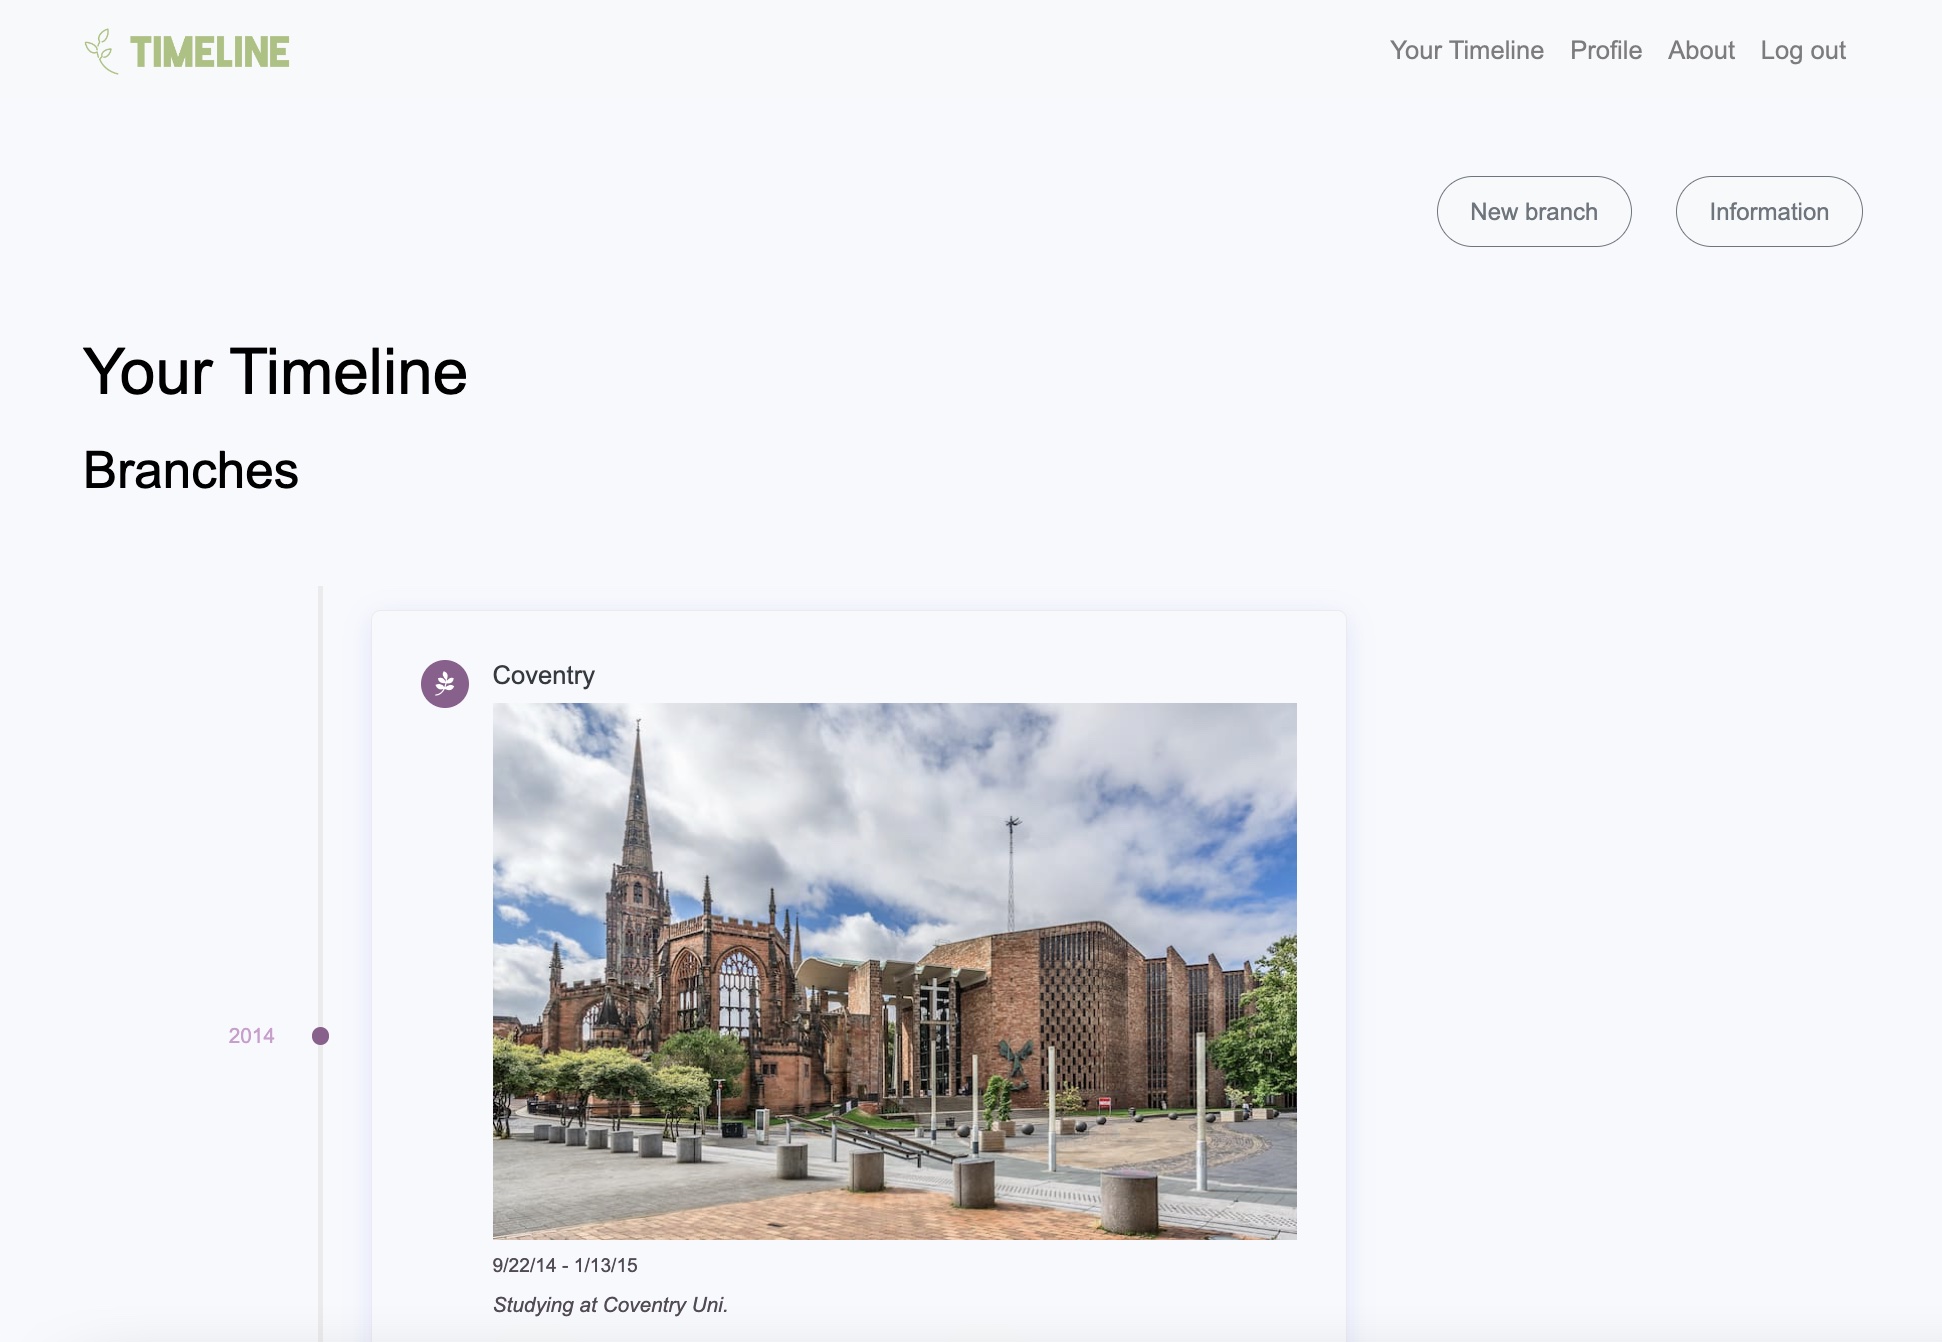 TIMELINE
Your Timeline Profile About Log out
New branch Information
Your Timeline
Branches
Coventry
2014
9/22/14 - 1/13/15
Studying at Coventry Uni.